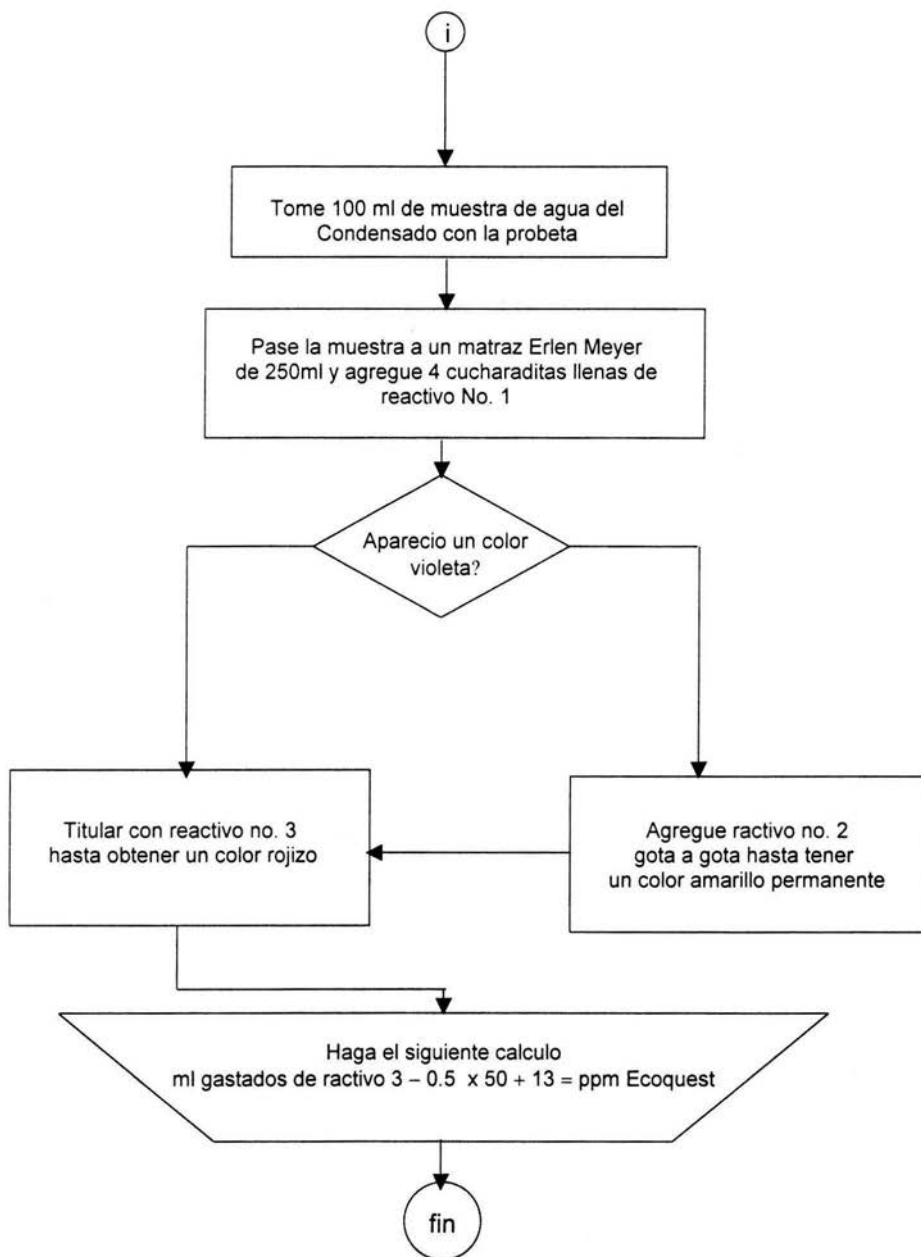 i
Tome 100 ml de muestra de agua del
Condensado con la probeta
Pase la muestra a un matraz Erlen Meyer
de 250ml y agregue 4 cucharaditas llenas de
reactivo No. 1
Aparecio un color
violeta?
Titular con reactivo no. 3
hasta obtener un color rojizo
Agregue ractivo no. 2
gota a gota hasta tener
un color amarillo permanente
Haga el siguiente calculo
ml gastados de ractivo 3 – 0.5 x 50 + 13 = ppm Ecoquest
fin